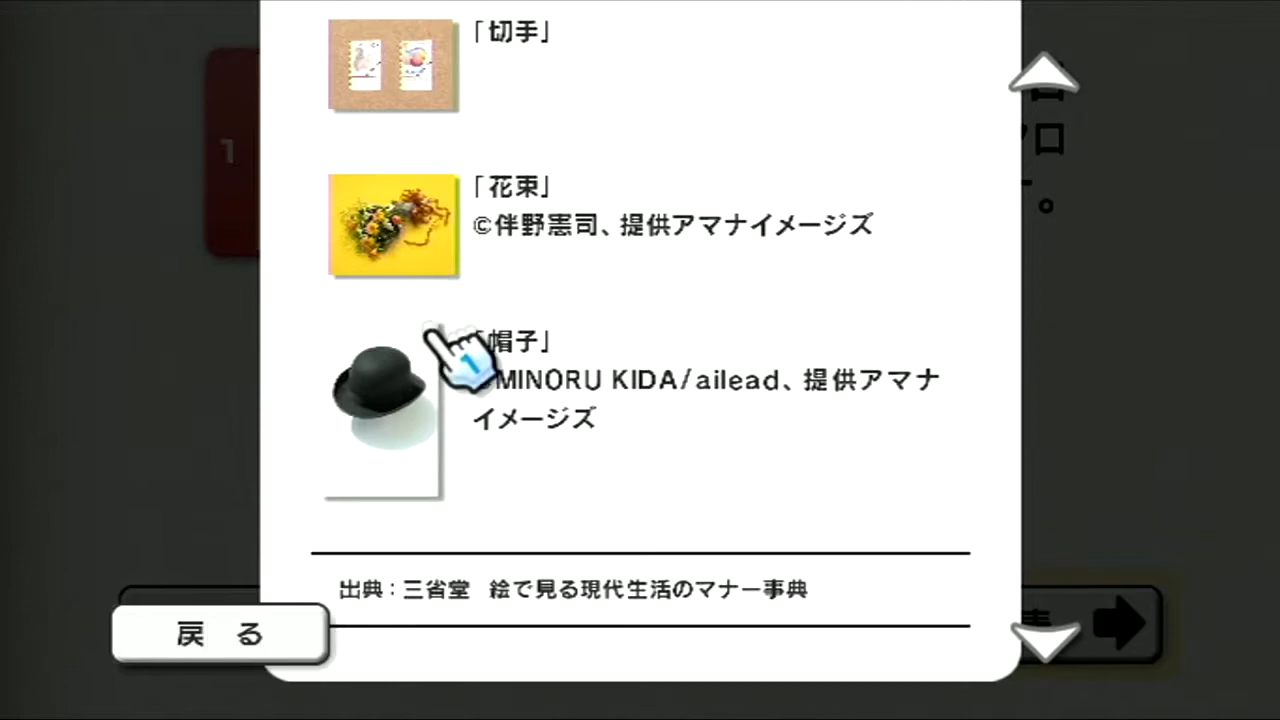 「切手」
「花束」
©伴野憲司、提供アマナイメージズ
「帽子」
MINORU KIDA/ailead、提供アマナ
イメージズ
出典：三省堂 絵で見る現代生活のマナー事典
戻 る
1
1